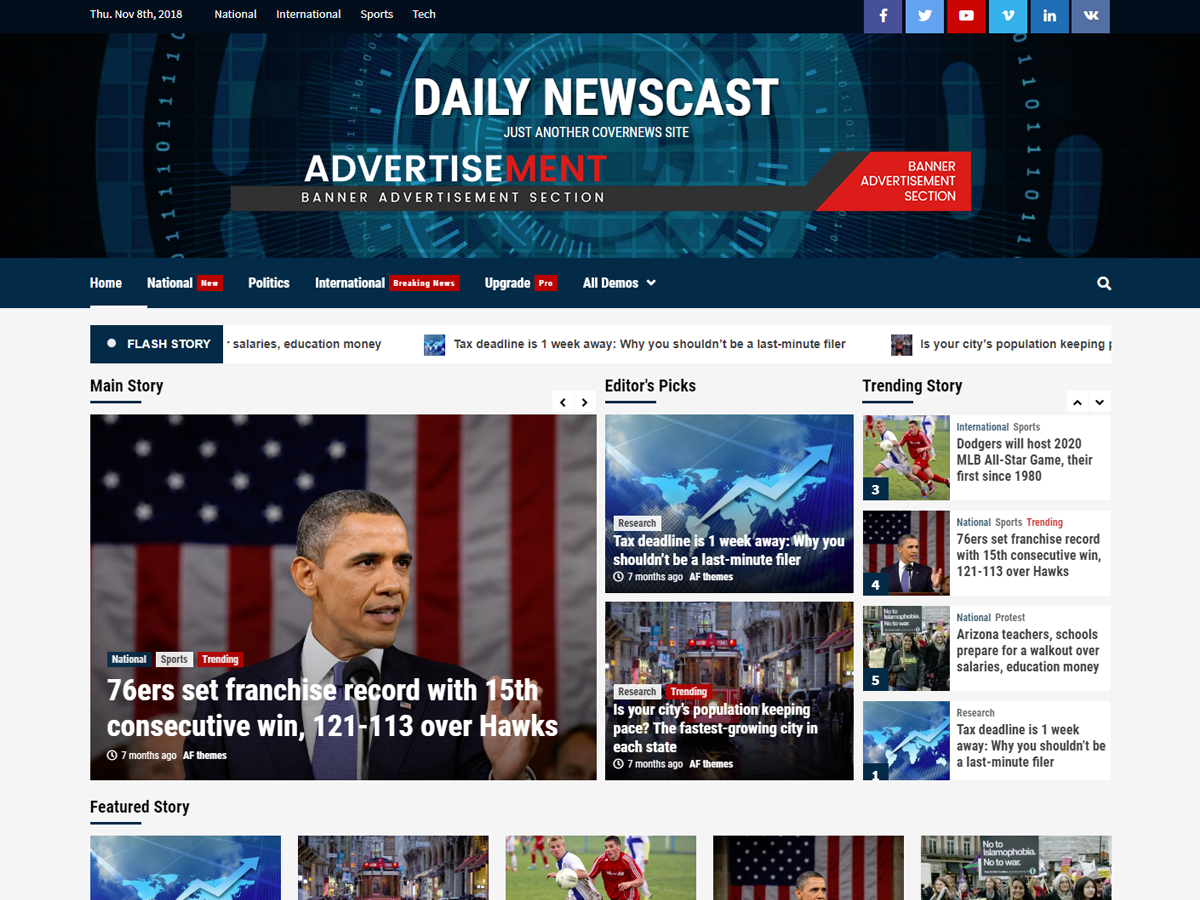 Thu. Nov 8th, 2018 National International Sports Tech
DAILY NEWSCAST
JUST ANOTHER COVERNEWS SITE
ADVERTISEMENT
BANNER ADVERTISEMENT SECTION
BANNER
ADVERTISEMENT
SECTION
Home National New Politics International Breaking News Upgrade Pro All Demos
FLASH STORY
salaries, education money
Tax deadline is 1 week away: Why you shouldn't be a last-minute filer
Is your city's population keeping
Main Story
National Sports Trending
76ers set franchise record with 15th
consecutive win, 121-113 over Hawks
7 months ago AF themes
Editor's Picks
Research
Tax deadline is 1 week away: Why you
shouldn't be a last-minute filer
7 months ago AF themes
Research Trending
Is your city's population keeping
pace? The fastest-growing city in
each state
7 months ago AF themes
Trending Story
3
International Sports
Dodgers will host 2020
MLB All-Star Game, their
first since 1980
4
National Sports Trending
76ers set franchise record
with 15th consecutive win,
121-113 over Hawks
No to
Islamophobia.
No to war.
5
National Protest
Arizona teachers, schools
prepare for a walkout over
salaries, education money
1
Research
Tax deadline is 1 week
away: Why you shouldn't be
a last-minute filer
Featured Story
No to
Islamophobia.
No to war.